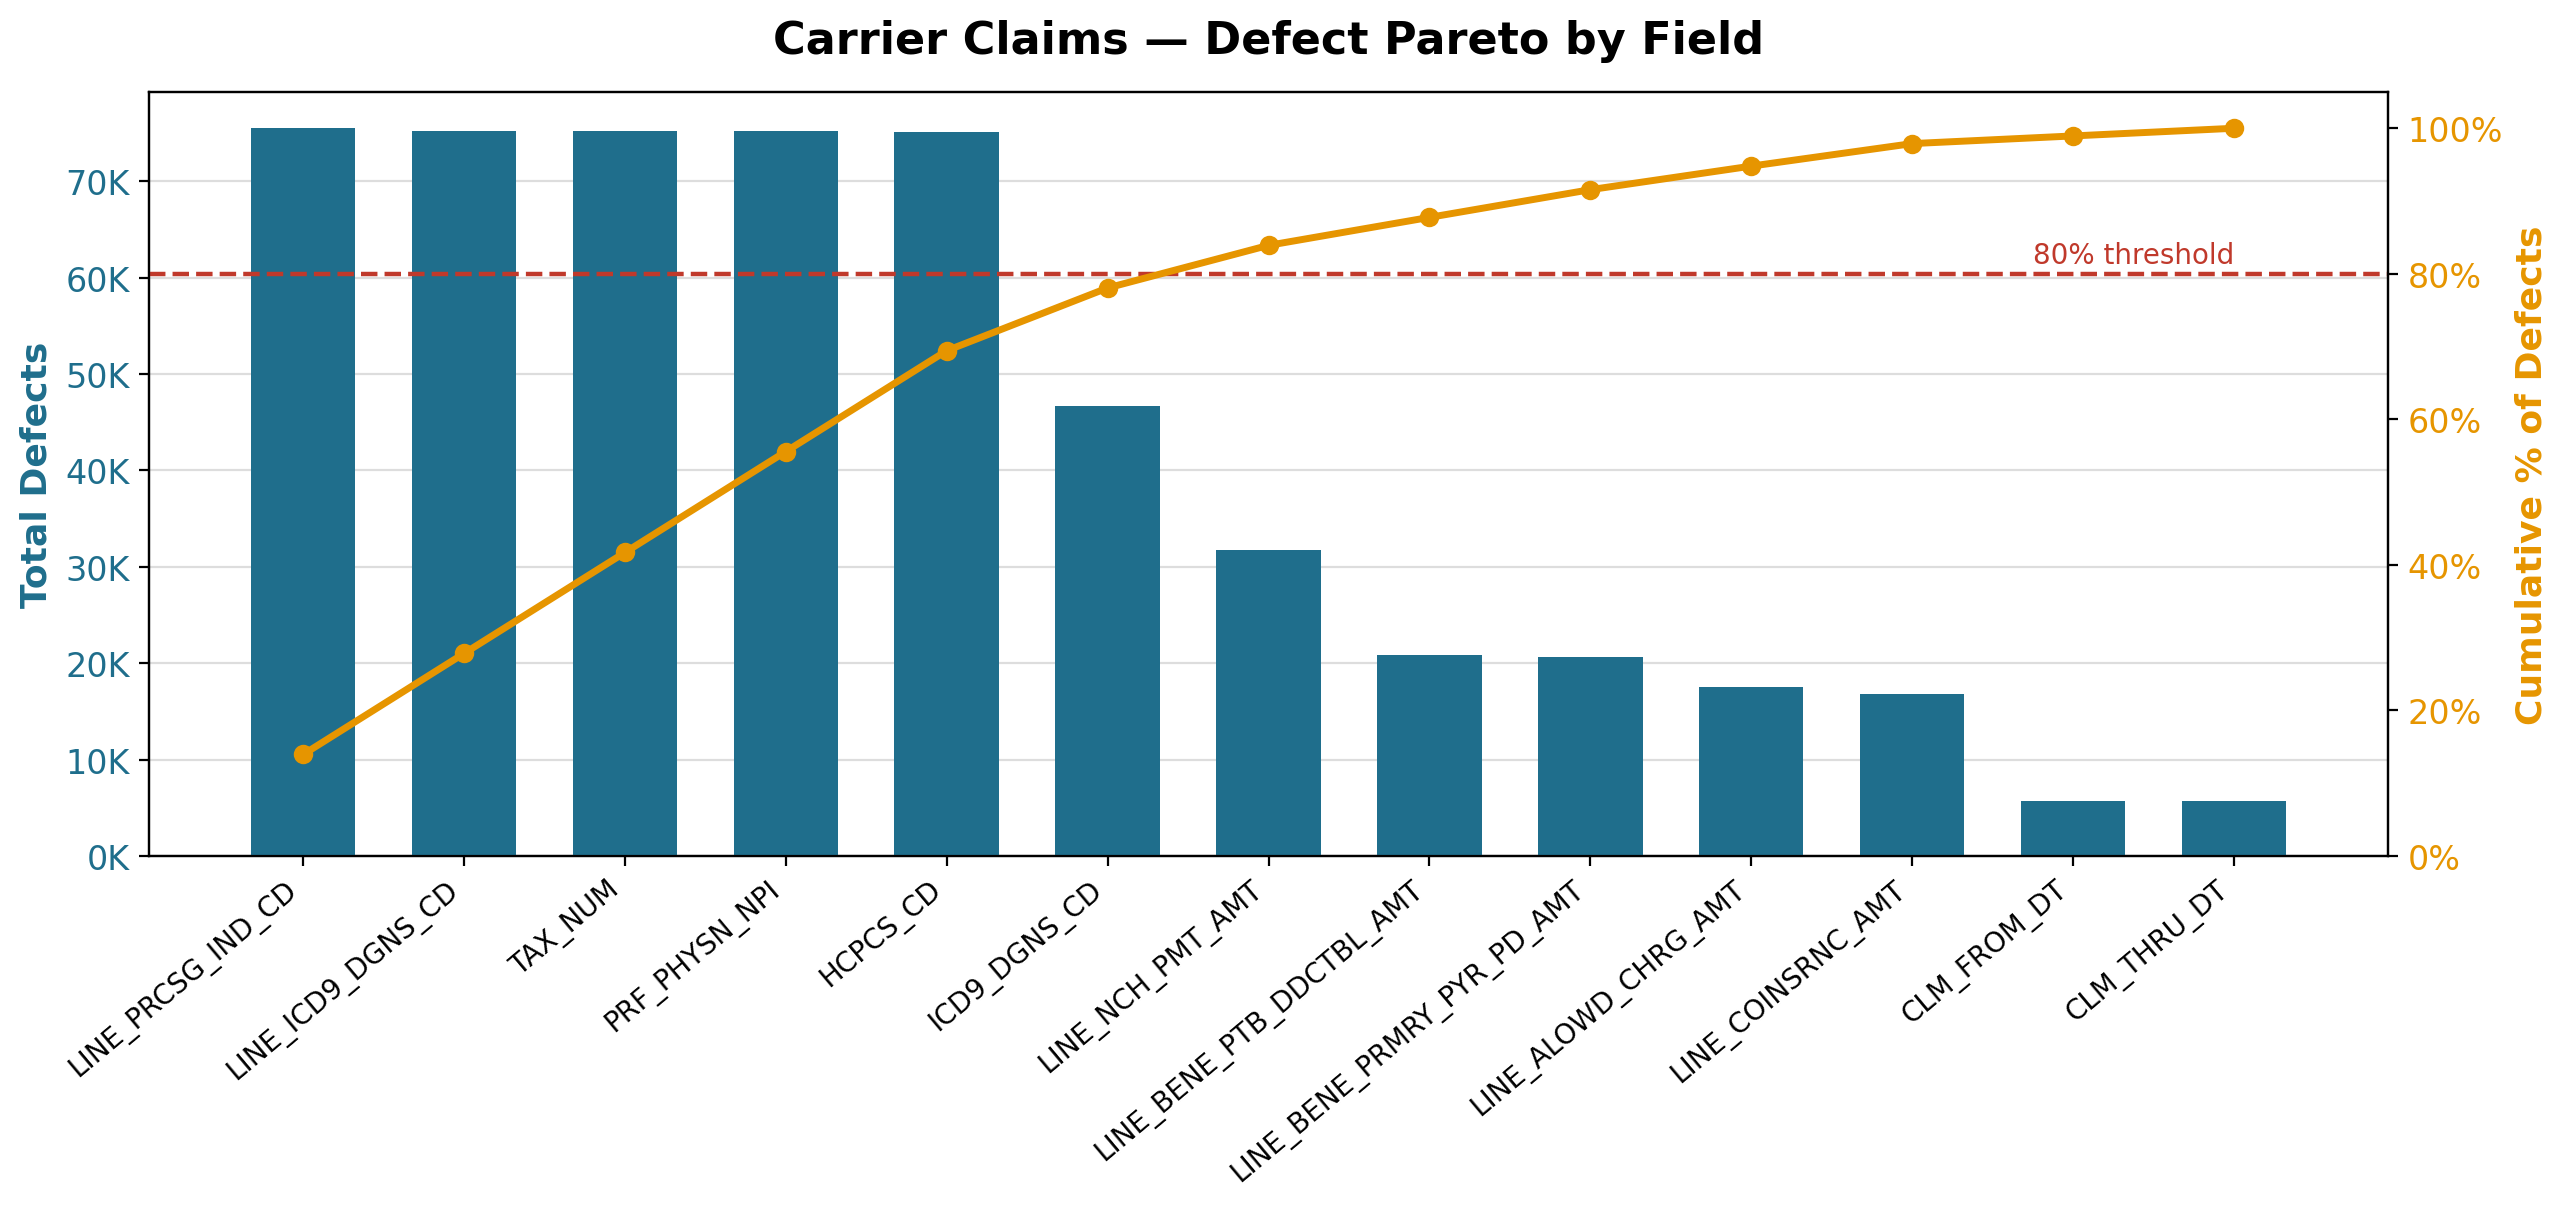 Carrier Claims — Defect Pareto by Field
Total Defects
70K
60K
50K
40K
30K
20K
10K
0K
80% threshold
100%
80%
60%
40%
20%
0%
Cumulative % of Defects
LINE_PRCSG_IND_CD
LINE_ICD9_DGNS_CD
TAX_NUM
PRF_PHYSN_NPI
HCPCS_CD
ICD9_DGNS_CD
LINE_NCH_PMT_AMT
LINE_BENE_PTB_DDCTBL_AMT
LINE_BENE_PRMRY_PYR_PD_AMT
LINE_ALOWD_CHRG_AMT
LINE_COINSRNC_AMT
CLM_FROM_DT
CLM_THRU_DT